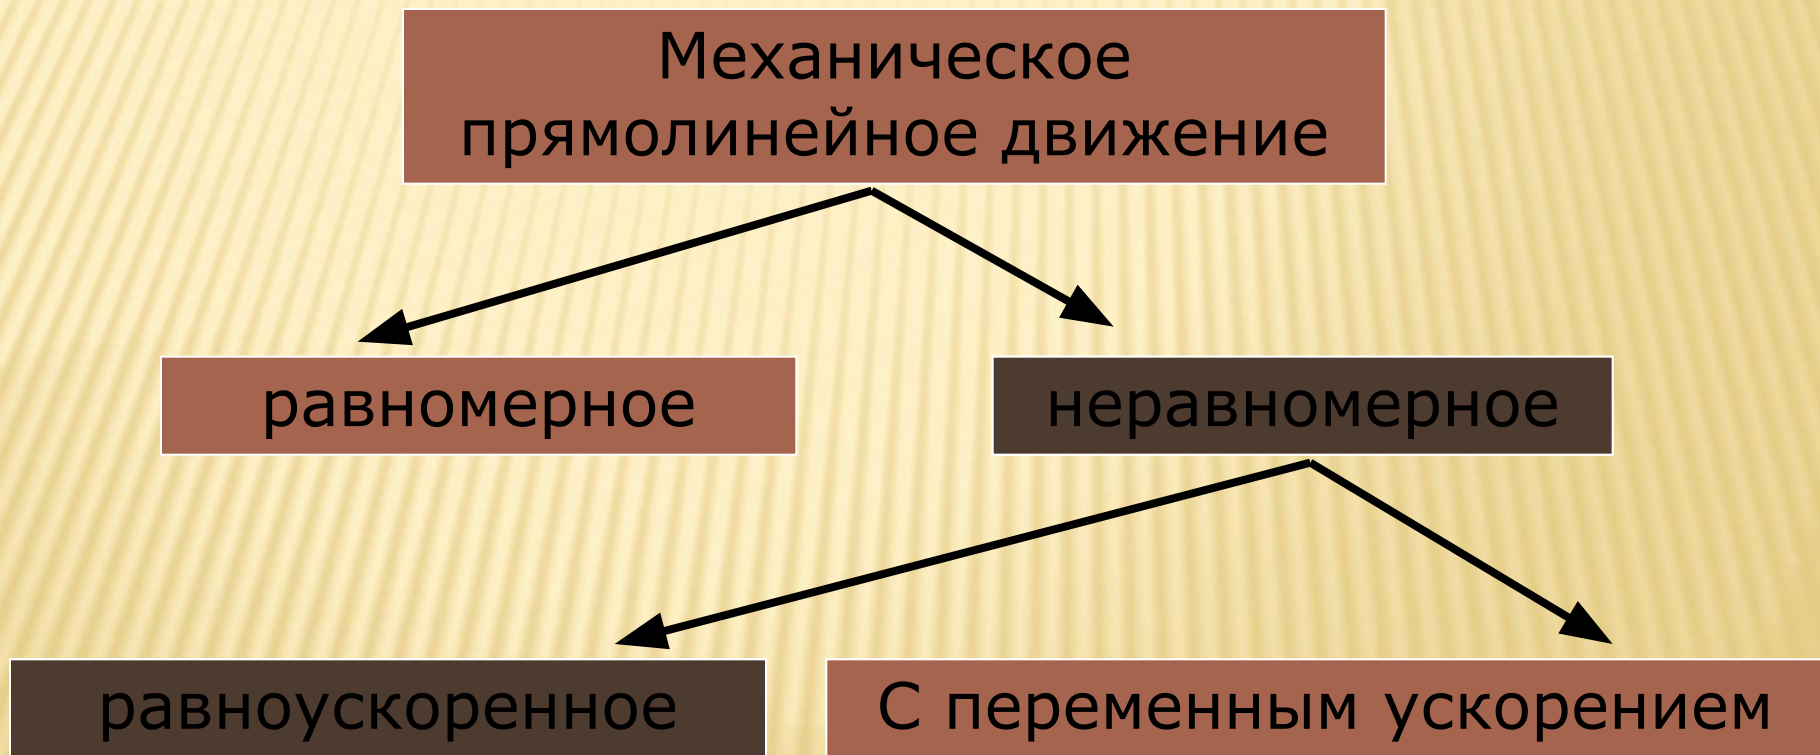 Механическое
прямолинейное движение
равномерное
неравномерное
равноускоренное
С переменным ускорением